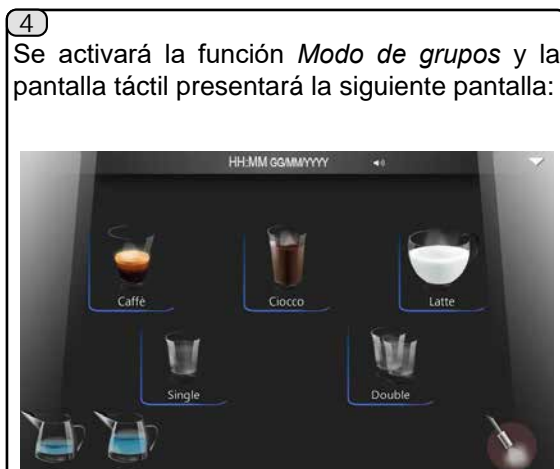 4
Se activará la función Modo de grupos y la
pantalla táctil presentará la siguiente pantalla:
HH:MM GG/MM/YYYY
Caffè Ciocco Latte
Single Double